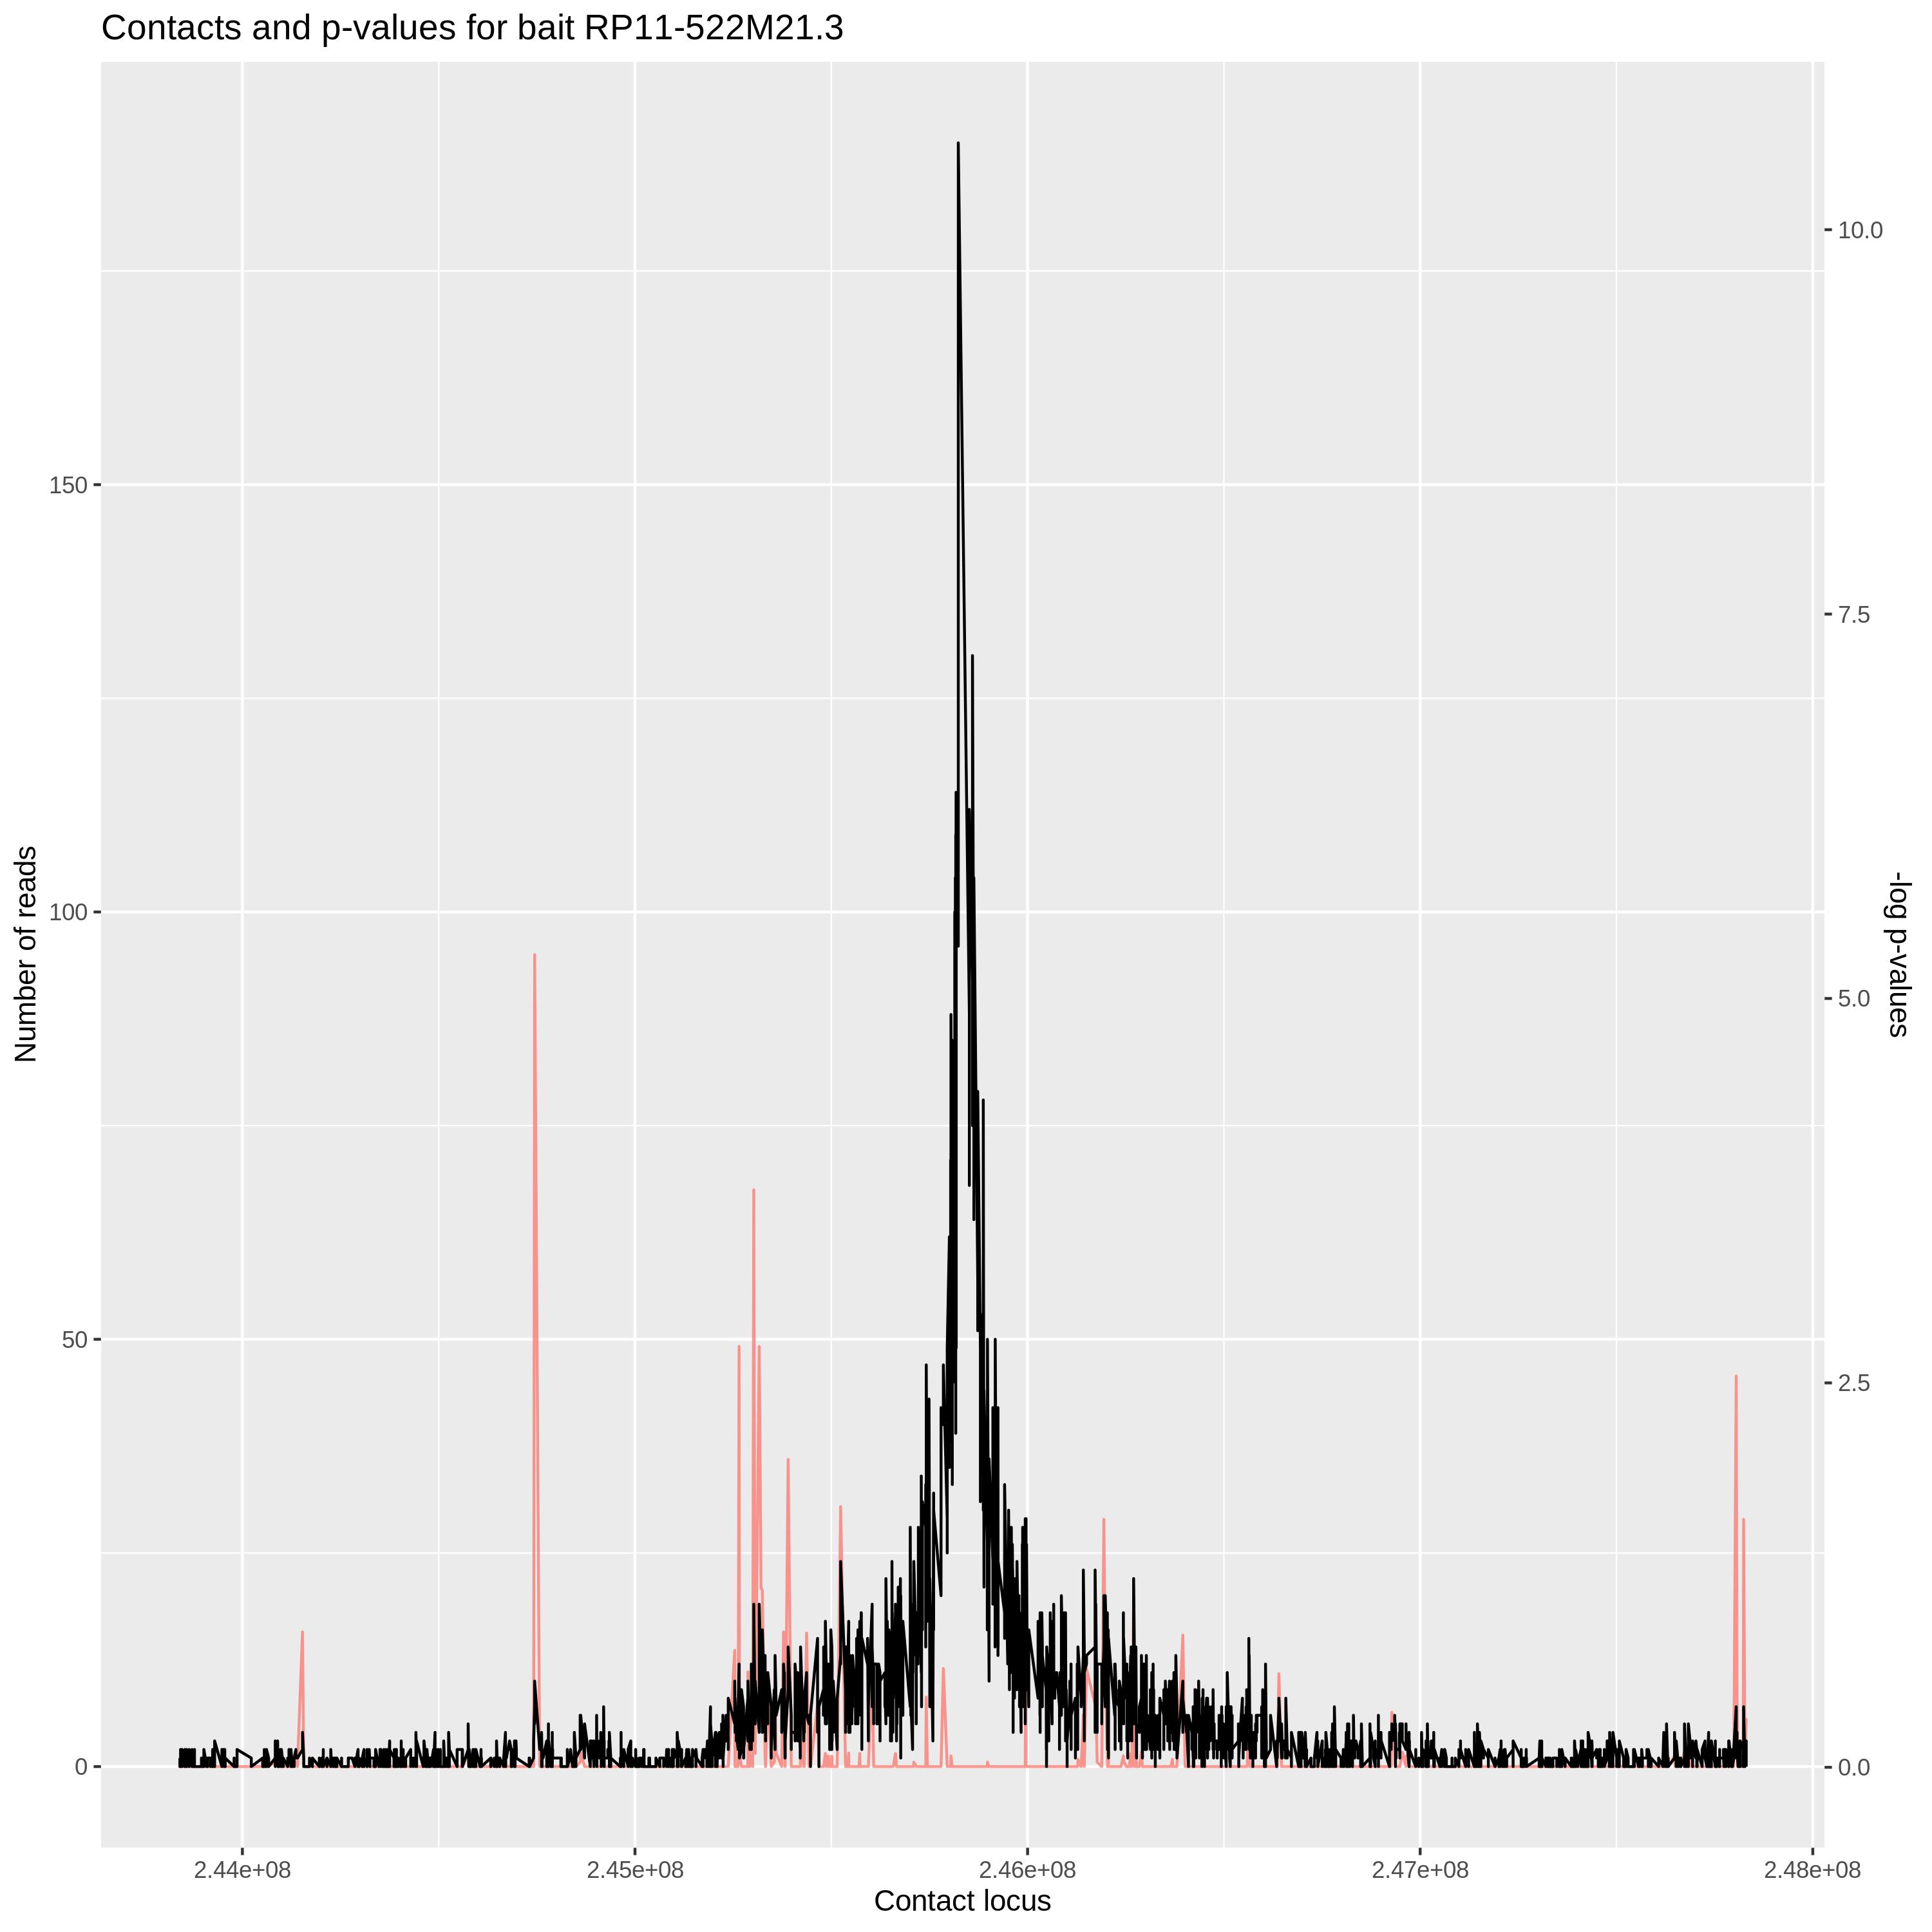 Contacts and p-values for bait RP11-522M21.3
Number of reads
150
100
50
0
10.0
7.5
5.0
2.5
0.0
-log p-values
2.44e+08
2.45e+08
2.46e+08
2.47e+08
2.48e+08
Contact locus